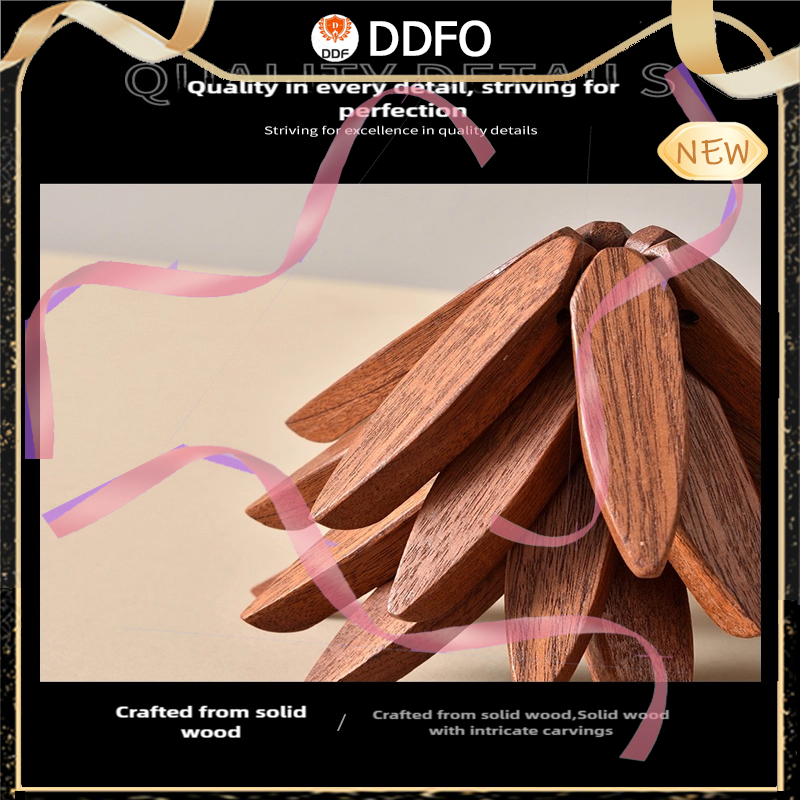 DDF
DDFO
QUALITY DETAILS
Quality in every detail, striving for
perfection
Striving for excellence in quality details
NEW
Crafted from solid
wood
/
Crafted from solid wood,Solid wood
with intricate carvings